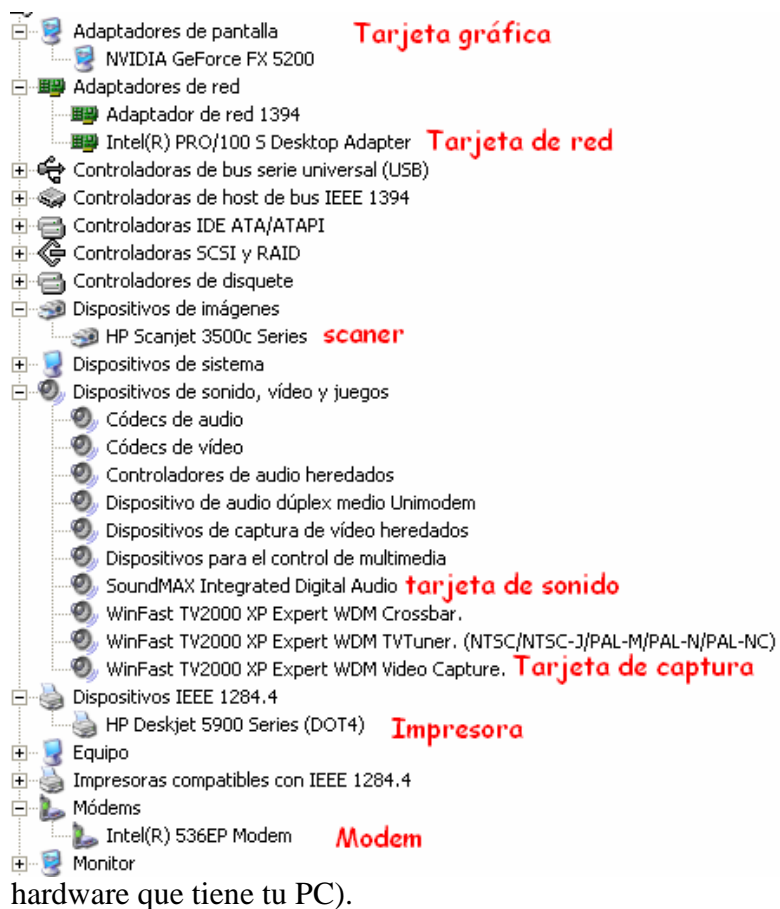 Adaptadores de pantalla Tarjeta gráfica
NVIDIA GeForce FX 5200
Adaptadores de red
Adaptador de red 1394
Intel(R) PRO/100 S Desktop Adapter Tarjeta de red
Controladoras de bus serie universal (USB)
Controladoras de host de bus IEEE 1394
Controladoras IDE ATA/ATAPI
Controladoras SCSI y RAID
Controladores de disquete
Dispositivos de imágenes
HP Scanjet 3500c Series scaner
Dispositivos de sistema
Dispositivos de sonido, vídeo y juegos
Códecs de audio
Códecs de vídeo
Controladores de audio heredados
Dispositivo de audio dúplex medio Unimodem
Dispositivos de captura de vídeo heredados
Dispositivos para el control de multimedia
SoundMAX Integrated Digital Audio tarjeta de sonido
WinFast TV2000 XP Expert WDM Crossbar.
WinFast TV2000 XP Expert WDM TVTuner. (NTSC/NTSC-J/PAL-M/PAL-N/PAL-NC)
WinFast TV2000 XP Expert WDM Video Capture. Tarjeta de captura
Dispositivos IEEE 1284.4
HP Deskjet 5900 Series (DOT4) Impresora
Equipo
Impresoras compatibles con IEEE 1284.4
Módems
Intel(R) 536EP Modem Modem
Monitor
hardware que tiene tu PC).